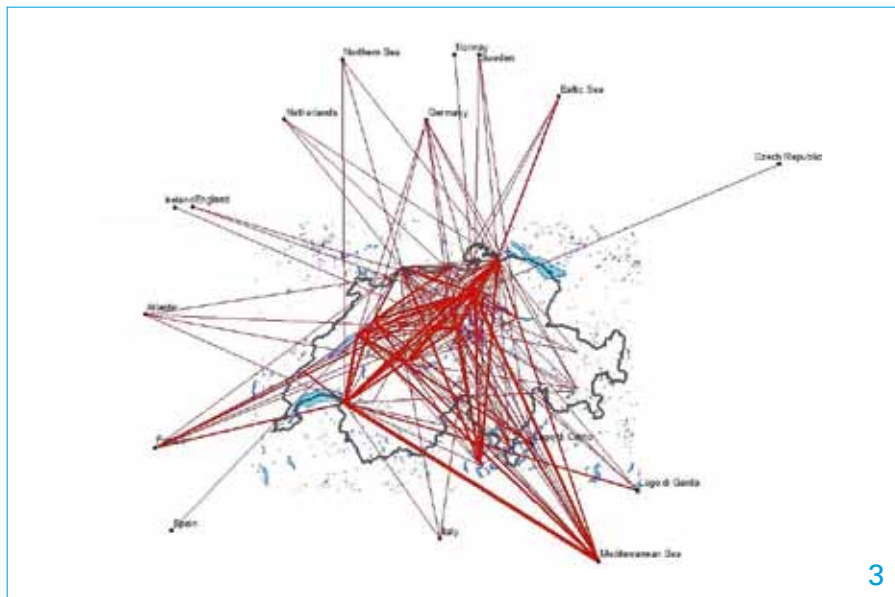 Northern Sea
Norway
Sweden
Baltic Sea
Netherlands
Germany
Czech Republic
Ireland
England
Atlantic
Lago di Garda
Spain
Italy
Mediterranean Sea
3